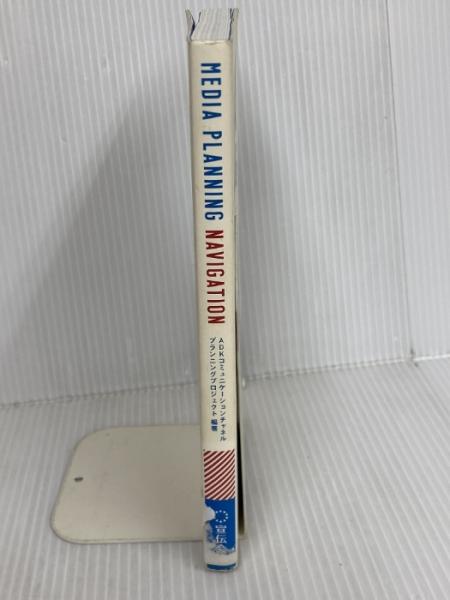 MEDIA PLANNING NAVIGATION
ADKコミュニケーションチャネル
プランニングプロジェクト 編著
宣伝会